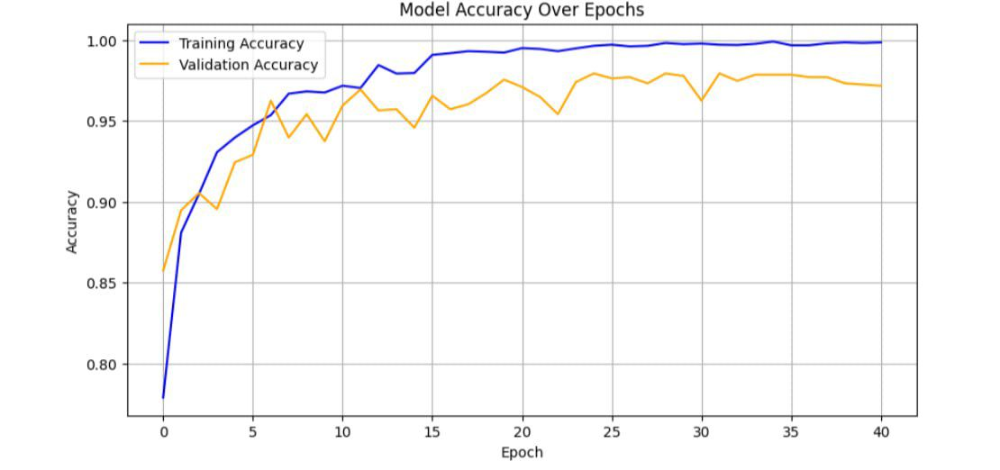 Model Accuracy Over Epochs
Training Accuracy
Validation Accuracy
1.00
0.95
0.90
0.85
0.80
Accuracy
0 5 10 15 20 25 30 35 40
Epoch